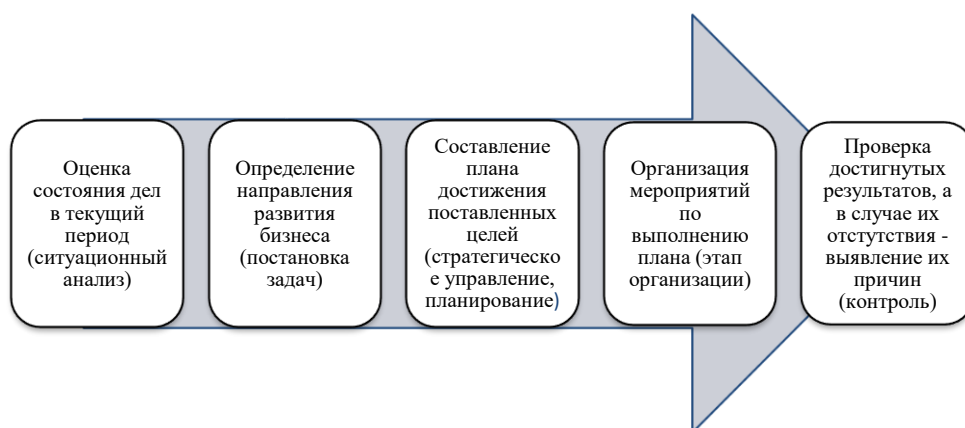 Оценка
состояния дел
в текущий
период
(ситуационный
анализ)
Определение
направления
развития
бизнеса
(постановка
задач)
Составление
плана
достижения
поставленных
целей
(стратегическо
е управление,
планирование)
Организация
мероприятий
по
выполнению
плана (этап
организации)
Проверка
достигнутых
результатов, а
в случае их
отстутствия -
выявление их
причин
(контроль)